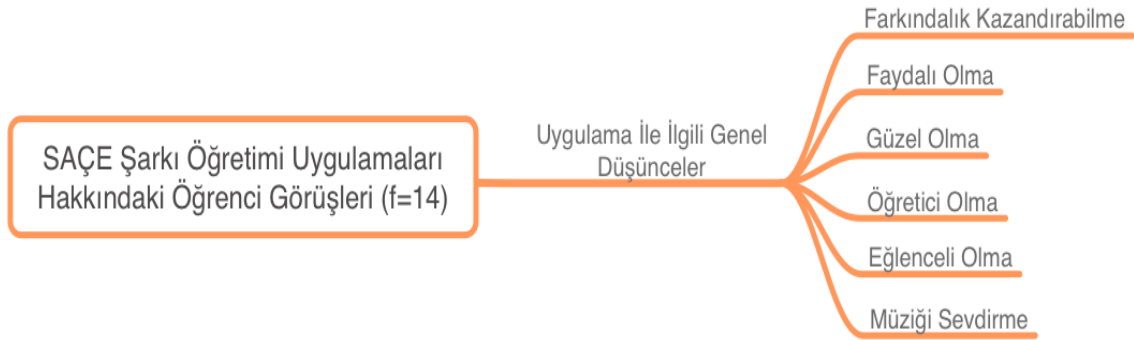 SAÇE Şarkı Öğretimi Uygulamaları
Hakkındaki Öğrenci Görüşleri (f=14)
Uygulama İle İlgili Genel
Düşünceler
Farkındalık Kazandırabilme
Faydalı Olma
Güzel Olma
Öğretici Olma
Eğlenceli Olma
Müziği Sevdirme